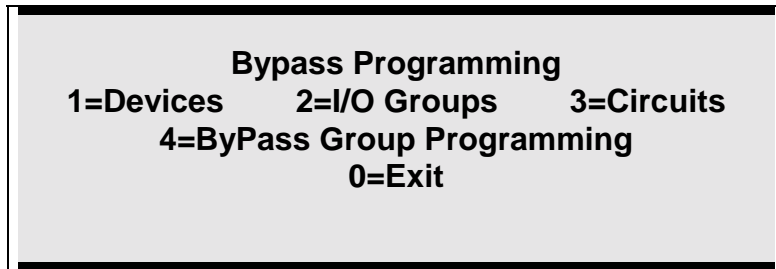 Bypass Programming
1=Devices 2=I/O Groups 3=Circuits
4=ByPass Group Programming
0=Exit